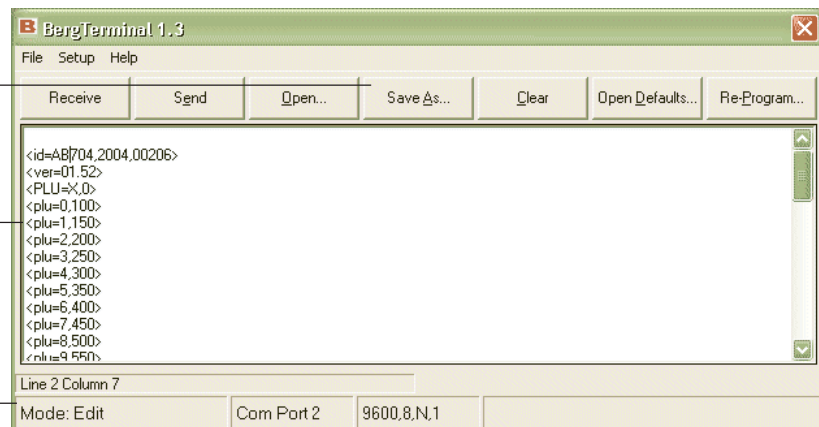 B BergTerminal 1.3
File Setup Help
Receive Send Open... Save As... Clear Open Defaults... Re-Program...
<id=AB704,2004,00206>
<ver=01.52>
<PLU=X,0>
<plu=0,100>
<plu=1,150>
<plu=2,200>
<plu=3,250>
<plu=4,300>
<plu=5,350>
<plu=6,400>
<plu=7,450>
<plu=8,500>
<plu=9,550>
Line 2 Column 7
Mode: Edit Com Port 2 9600,8,N,1